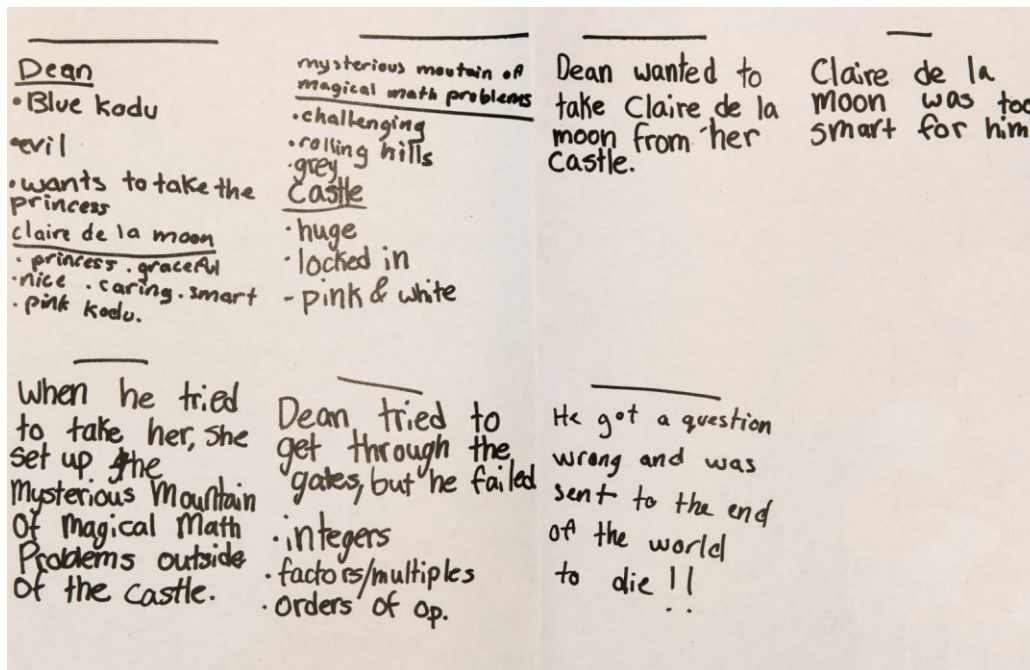 Dean
• Blue kodu
• evil
• wants to take the
princess
claire de la moon
• princess . graceful
• nice . caring . smart
• pink kodu.
mysterious moutain of
magical math problems
• challenging
• rolling hills
• grey
Castle
• huge
• locked in
- pink & white
Dean wanted to
take Claire de la
moon from her
Castle.
Claire de la
moon was too
smart for him
When he tried
to take her, she
set up the
Mysterious Mountain
Of magical Math
Problems outside
Of the castle.
Dean tried to
get through the
gates, but he failed
• integers
• factors/multiples
• orders of op.
He got a question
wrong and was
sent to the end
of the world
to die !!